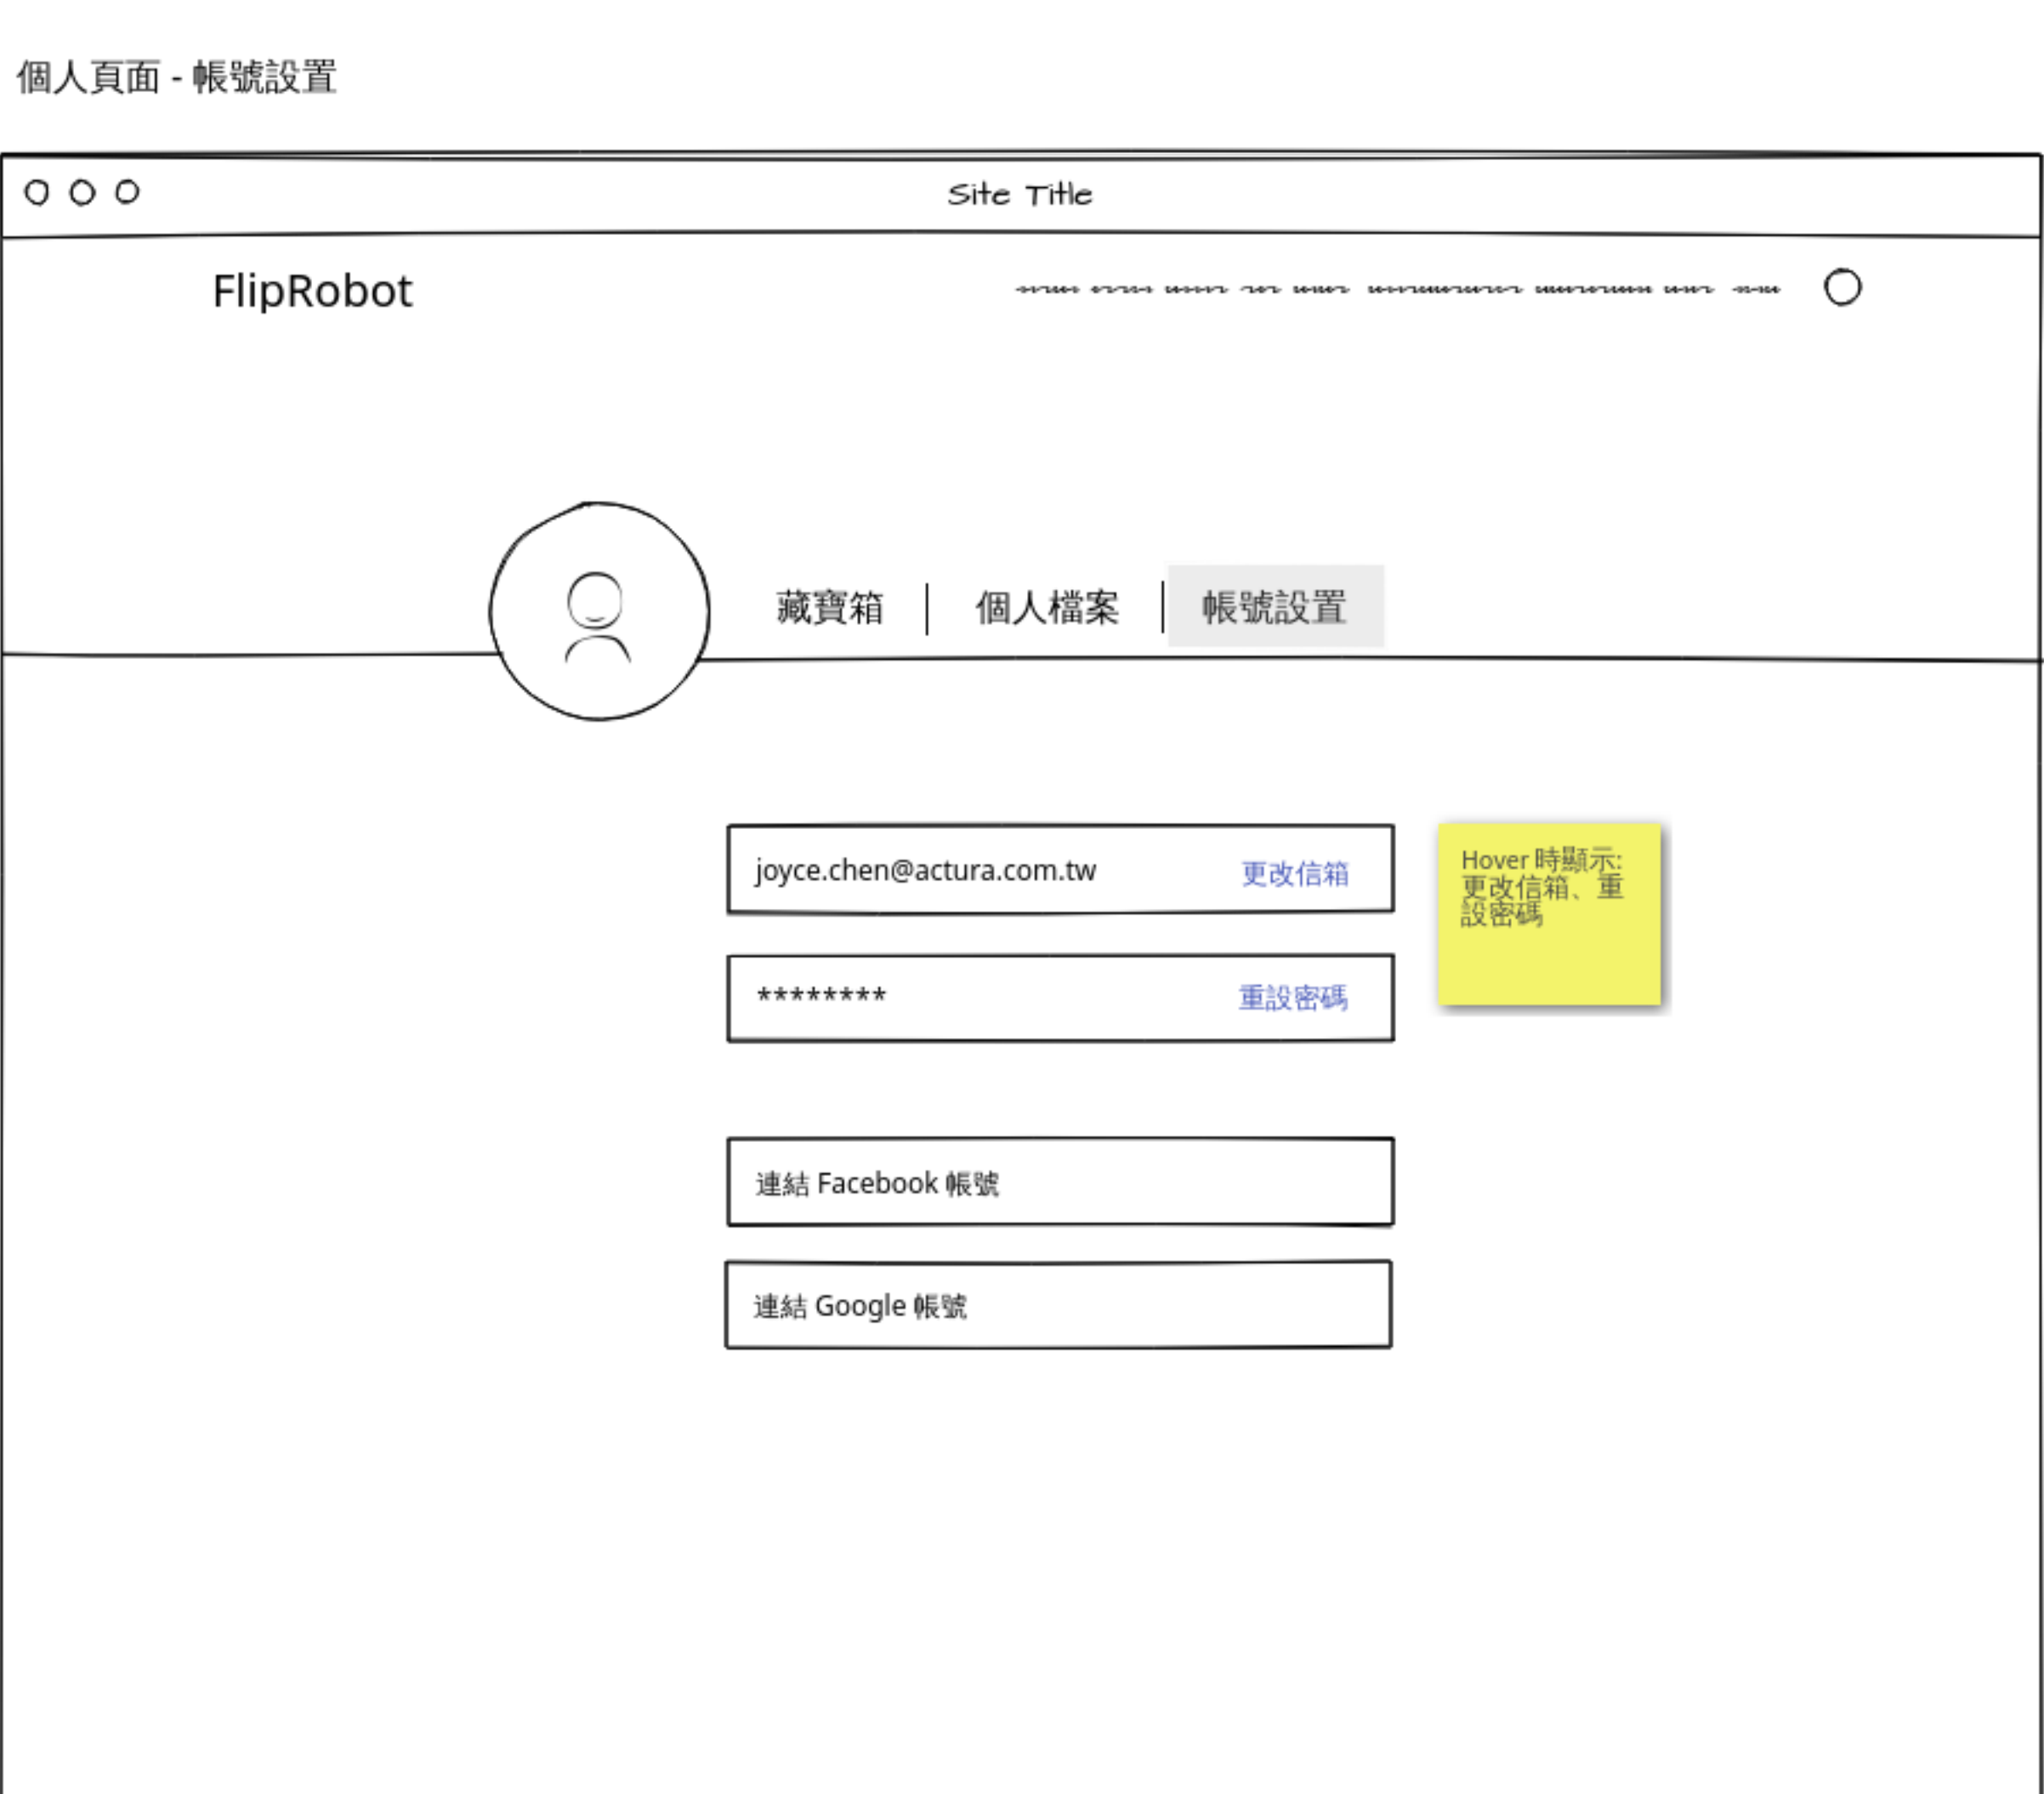 個人頁面 - 帳號設置
Site Title
FlipRobot
藏寶箱
個人檔案
帳號設置
joyce.chen@actura.com.tw
更改信箱
Hover 時顯示:
更改信箱、重
設密碼
********
重設密碼
連結 Facebook 帳號
連結 Google 帳號